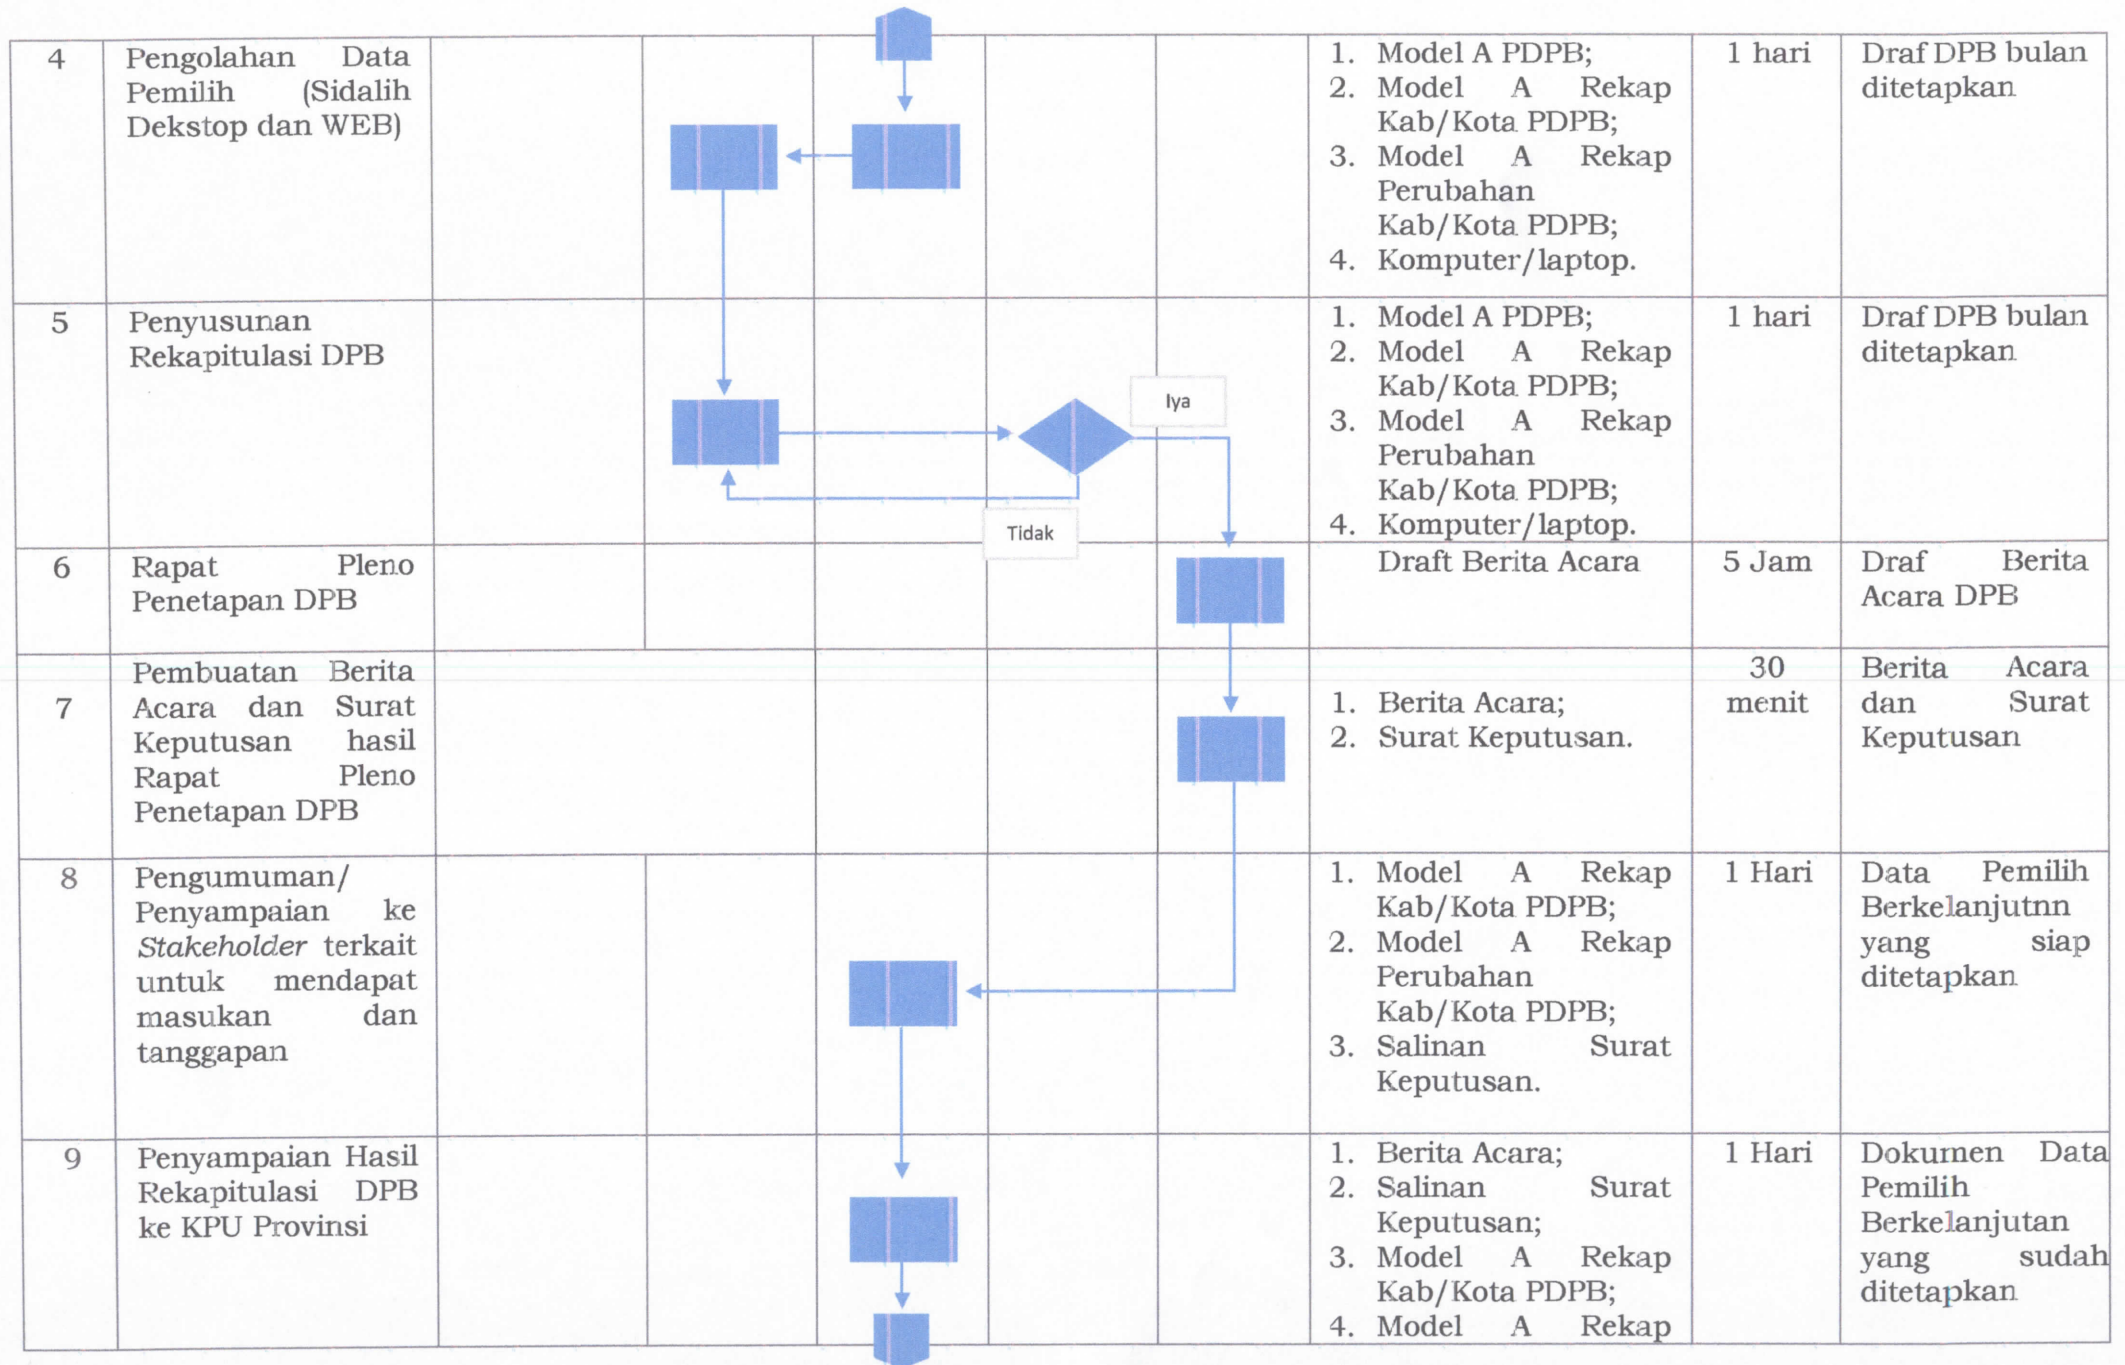 4
Pengolahan Data
Pemilih (Sidalih
Dekstop dan WEB)
1. Model A PDPB;
2. Model A Rekap
Kab/Kota PDPB;
3. Model A Rekap
Perubahan
Kab/Kota PDPB;
4. Komputer/laptop.
1 hari
Draf DPB bulan
ditetapkan
5
Penyusunan
Rekapitulasi DPB
Iya
Tidak
1. Model A PDPB;
2. Model A Rekap
Kab/Kota PDPB;
3. Model A Rekap
Perubahan
Kab/Kota PDPB;
4. Komputer/laptop.
1 hari
Draf DPB bulan
ditetapkan
6
Rapat Pleno
Penetapan DPB
Draft Berita Acara
5 Jam
Draf Berita
Acara DPB
7
Pembuatan Berita
Acara dan Surat
Keputusan hasil
Rapat Pleno
Penetapan DPB
1. Berita Acara;
2. Surat Keputusan.
30
menit
Berita Acara
dan Surat
Keputusan
8
Pengumuman/
Penyampaian ke
Stakeholder terkait
untuk mendapat
masukan dan
tanggapan
1. Model A Rekap
Kab/Kota PDPB;
2. Model A Rekap
Perubahan
Kab/Kota PDPB;
3. Salinan Surat
Keputusan.
1 Hari
Data Pemilih
Berkelanjutnn
yang siap
ditetapkan
9
Penyampaian Hasil
Rekapitulasi DPB
ke KPU Provinsi
1. Berita Acara;
2. Salinan Surat
Keputusan;
3. Model A Rekap
Kab/Kota PDPB;
4. Model A Rekap
1 Hari
Dokumen Data
Pemilih
Berkelanjutan
yang sudah
ditetapkan